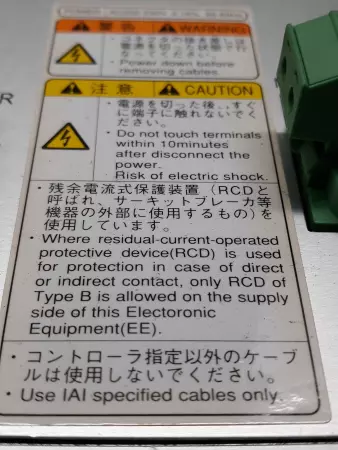 警告 WARNING
・コネクタの抜き差しは
電源を切った状態で行
なってください。
・Power down before
removing cables.
注意 CAUTION
・電源を切った後、すぐ
に端子に触れないでく
ださい。
・Do not touch terminals
within 10minutes
after disconnect the
power.
Risk of electric shock.
・残余電流式保護装置（RCDと
呼ばれ、サーキットブレーカ等
機器の外部に使用するもの）を
使用しています。
・Where residual-current-operated
protective device(RCD) is used
for protection in case of direct
or indirect contact, only RCD of
Type B is allowed on the supply
side of this Electoronic
Equipment(EE).
・コントローラ指定以外のケーブ
ルは使用しないでください。
・Use IAI specified cables only.